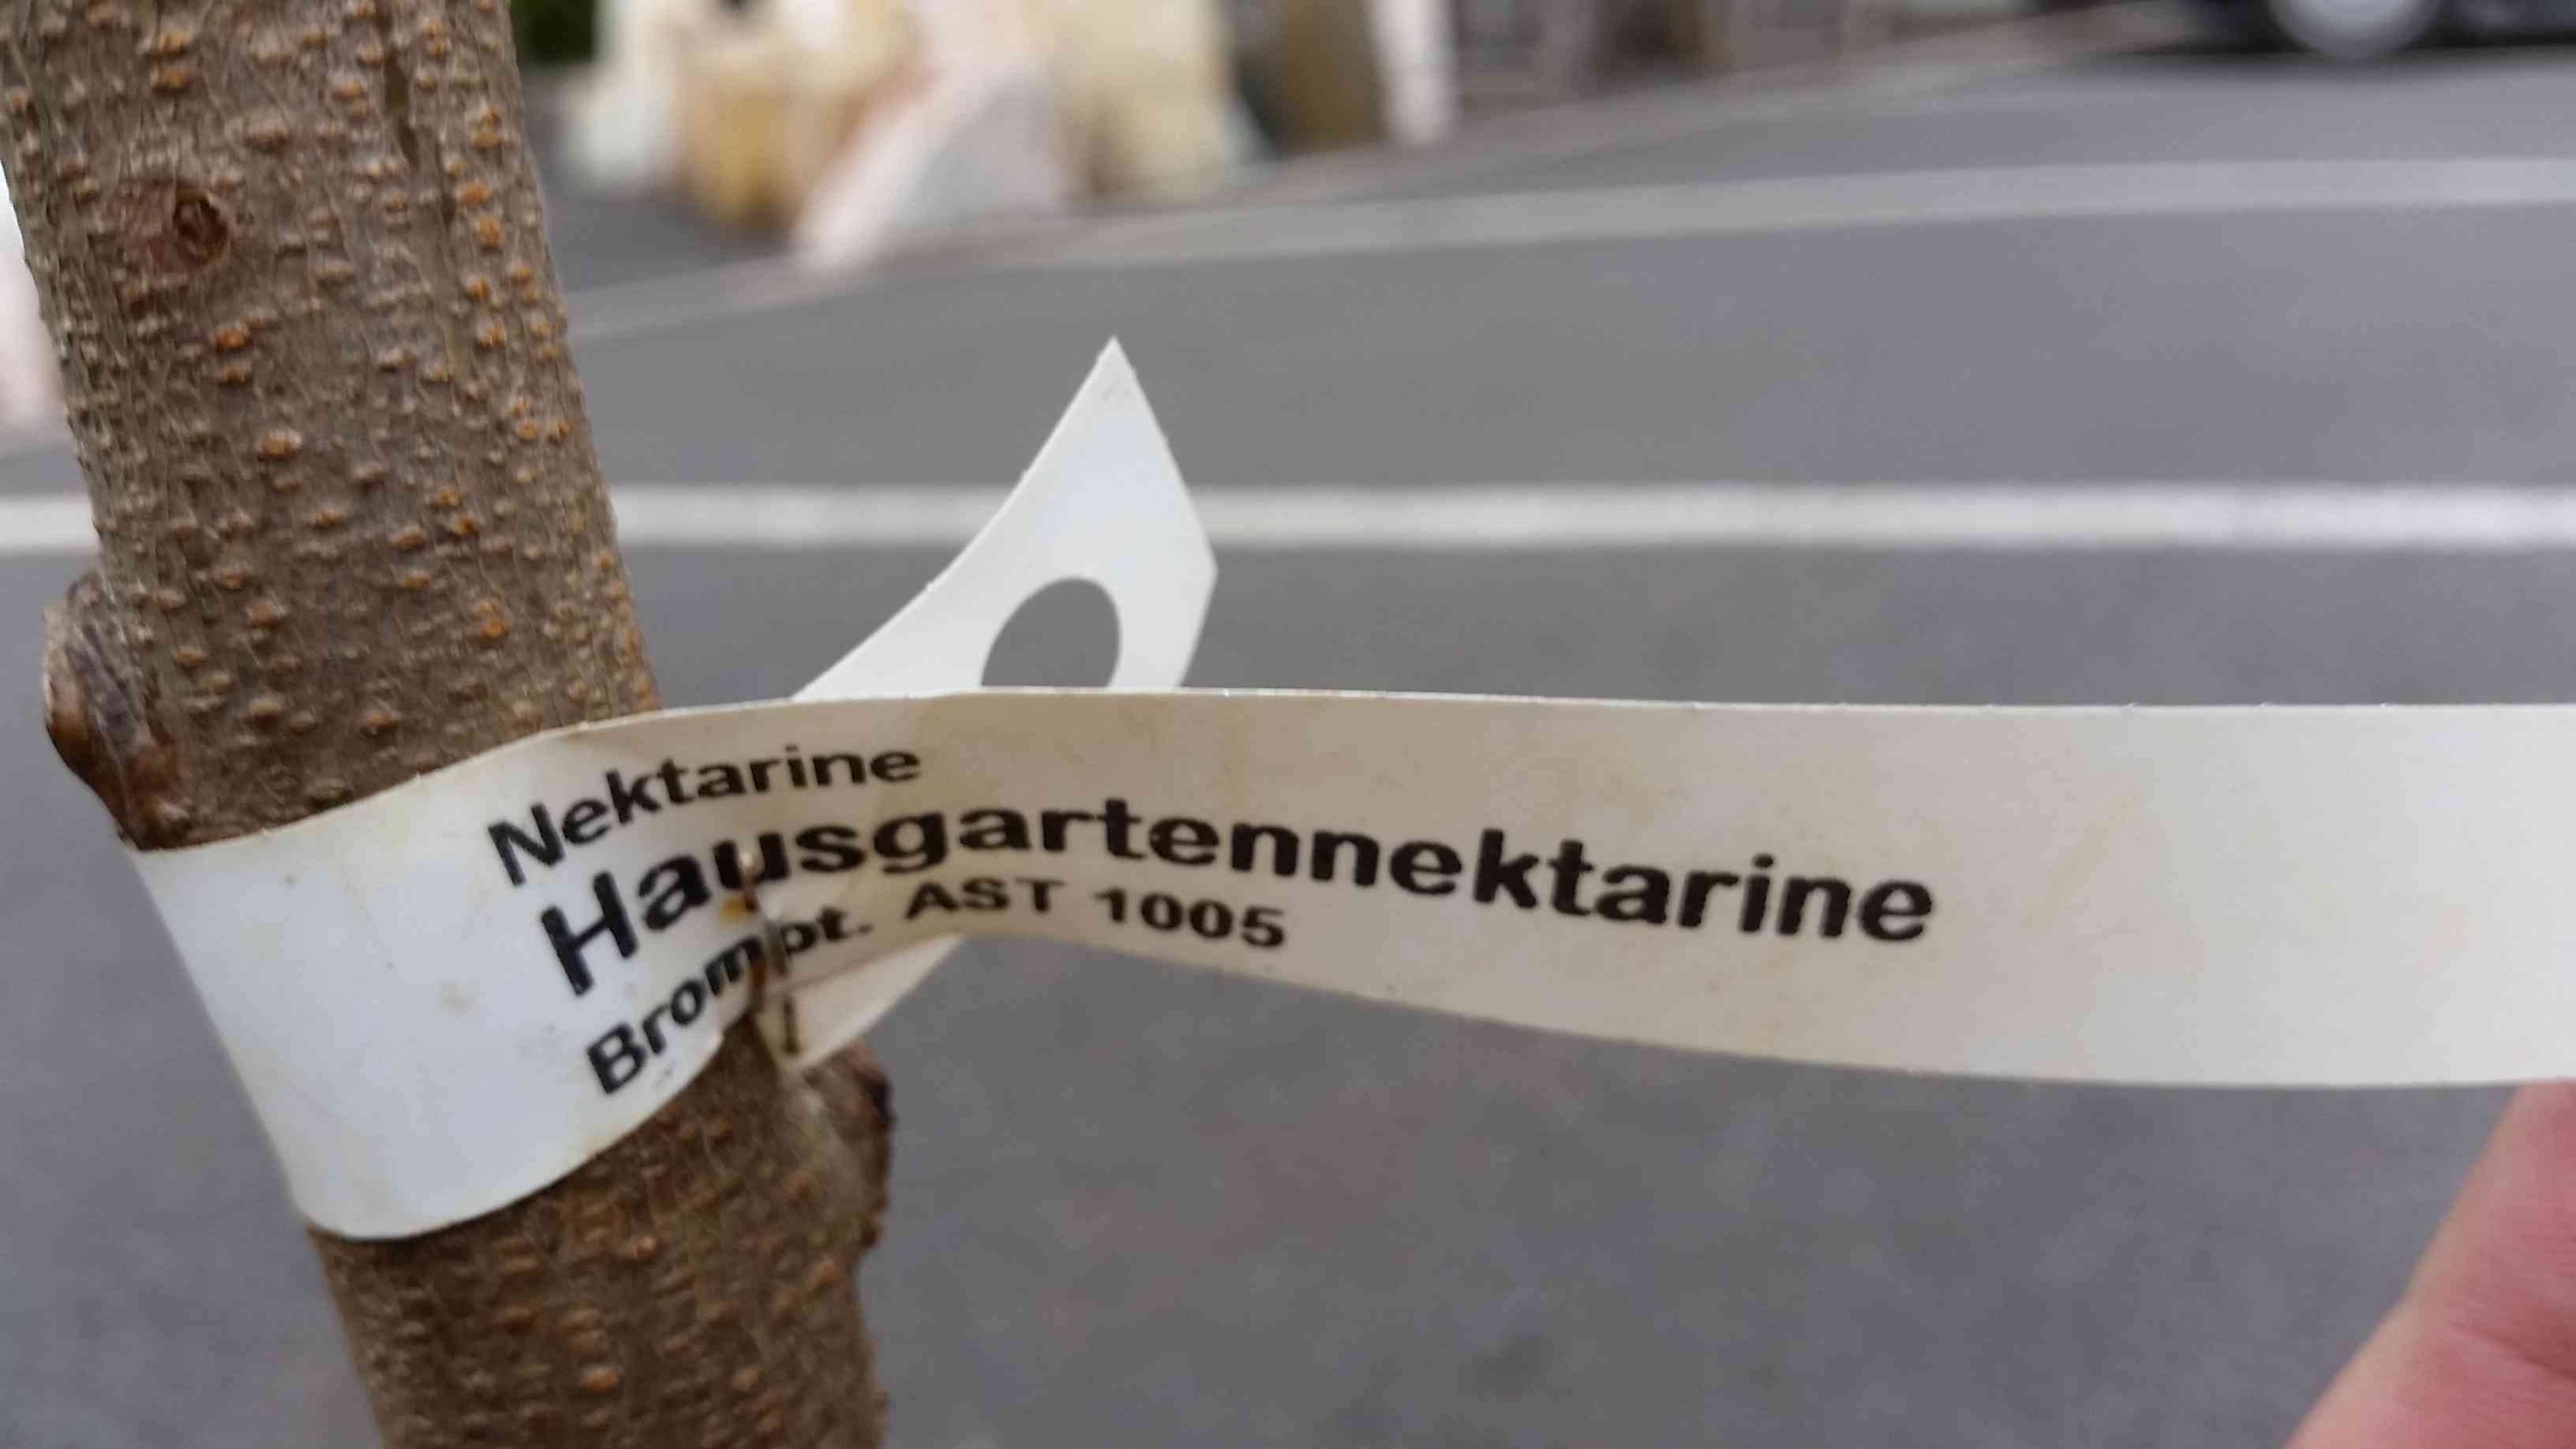 Nektarine
Hausgartennektarine
Brompt. AST 1005